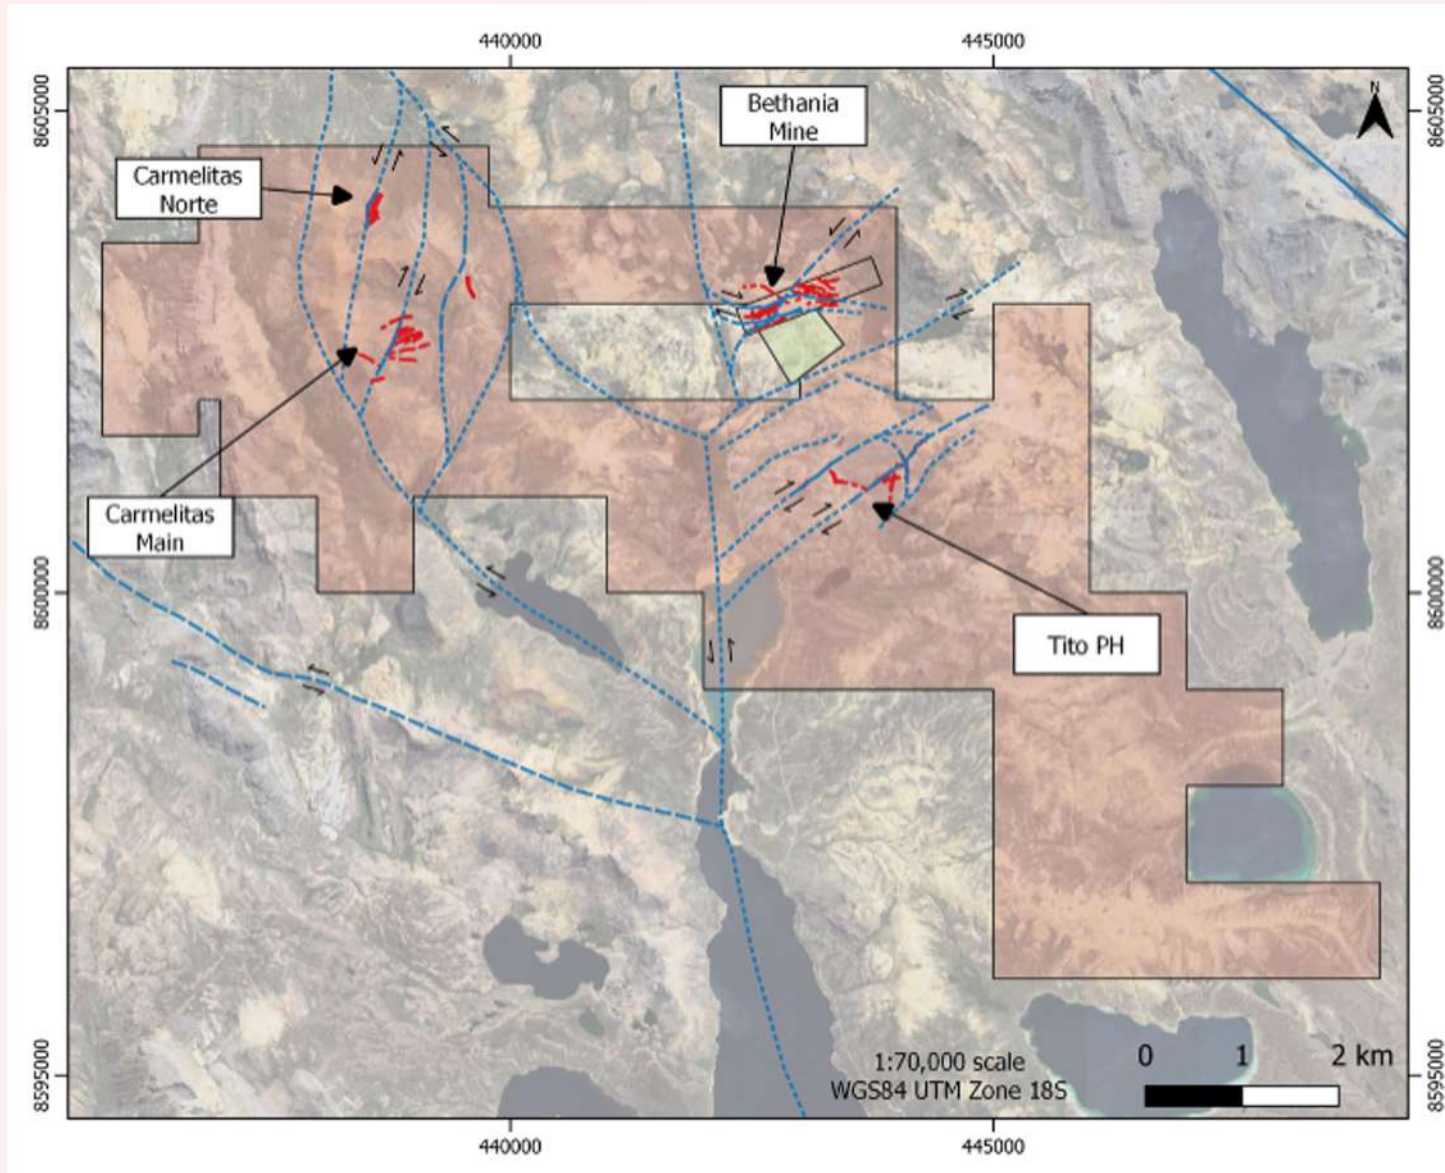 440000
445000
8605000
8605000
N
Bethania
Mine
Carmelitas
Norte
Carmelitas
Main
8600000
8600000
Tito PH
1:70,000 scale
WGS84 UTM Zone 18S
0 1 2 km
8595000
8595000
440000
445000